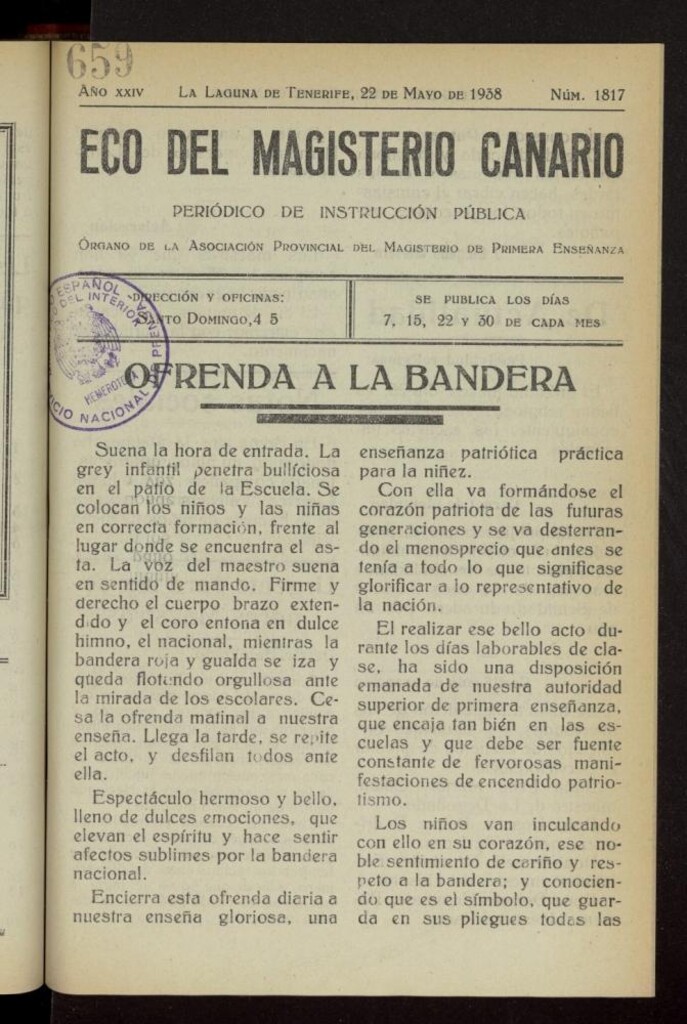 659
AÑO XXIV LA LAGUNA DE TENERIFE, 22 DE MAYO DE 1938 NÚM. 1817
ECO DEL MAGISTERIO CANARIO
PERIÓDICO DE INSTRUCCIÓN PÚBLICA
ÓRGANO DE LA ASOCIACIÓN PROVINCIAL DEL MAGISTERIO DE PRIMERA ENSEÑANZA
DIRECCIÓN Y OFICINAS:
SANTO DOMINGO, 4 5
SE PUBLICA LOS DÍAS
7, 15, 22 Y 30 DE CADA MES
ESPAÑOL
DEL INTERIOR
PRENSA
HEMEROTE
CIO NACIONAL
OFRENDA A LA BANDERA
Suena la hora de entrada. La
grey infantil penetra bulliciosa
en el patio de la Escuela. Se
colocan los niños y las niñas
en correcta formación, frente al
lugar donde se encuentra el as-
ta. La voz del maestro suena
en sentido de mando. Firme y
derecho el cuerpo brazo exten-
d do y el coro entona en dulce
himno, el nacional, mientras la
bandera roja y gualda se iza y
queda flotando orgullosa ante
la mirada de los escolares. Ce-
sa la ofrenda matinal a nuestra
enseña. Llega la tarde, se repite
el acto, y desfilan todos ante
ella.
Espectáculo hermoso y bello,
lleno de dulces emociones, que
elevan el espíritu y hace sentir
afectos sublimes por la bandera
nacional.
Encierra esta ofrenda diaria a
nuestra enseña gloriosa, una
enseñanza patriótica práctica
para la niñez.
Con ella va formándose el
corazón patriota de las futuras
generaciones y se va desterran-
do el menosprecio que antes se
tenía a todo lo que significase
glorificar a lo representativo de
la nación.
El realizar ese bello acto du-
rante los días laborables de cla-
se, ha sido una disposición
emanada de nuestra autoridad
superior de primera enseñanza,
que encaja tan bién en las es-
cuelas y que debe ser fuente
constante de fervorosas mani-
festaciones de encendido patrio-
tismo.
Los niños van inculcando
con ello en su corazón, ese no-
ble sentimiento de cariño y res-
peto a la bandera; y conocien-
do que es el símbolo, que guar-
da en sus pliegues todas las